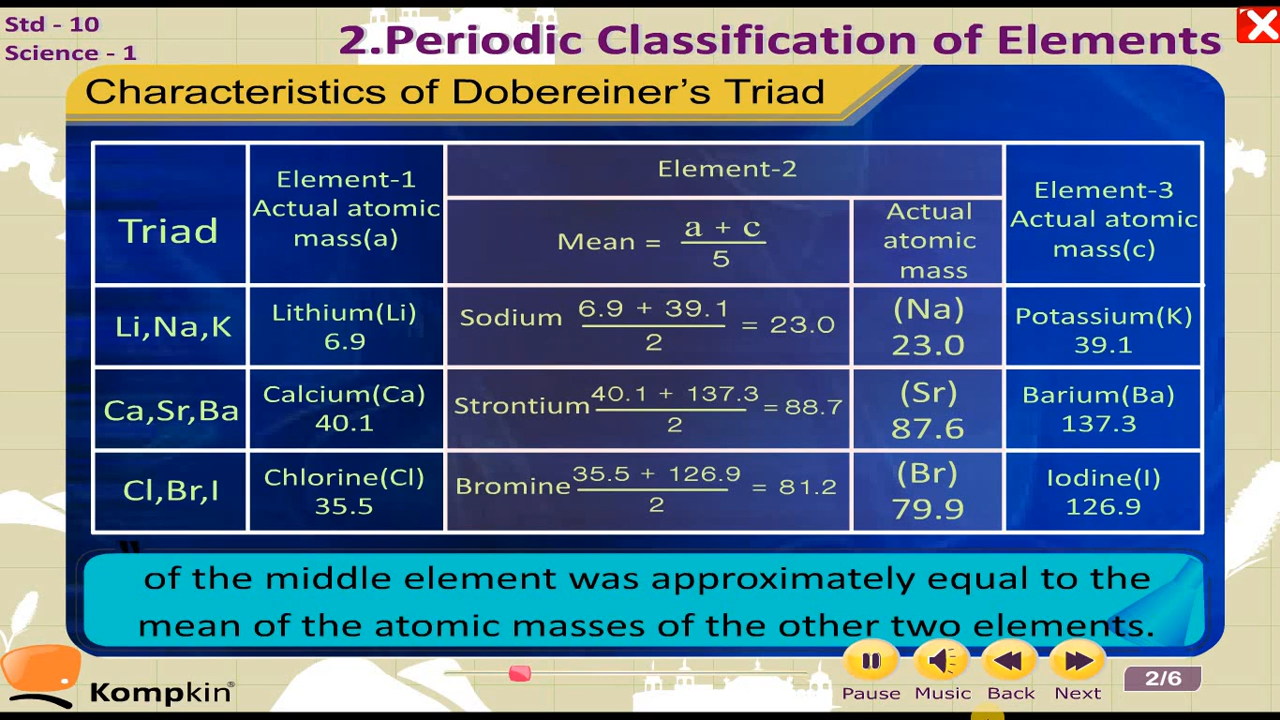 Std - 10
Science - 1
2.Periodic Classification of Elements
Characteristics of Dobereiner's Triad
Triad
Element-1
Actual atomic
mass(a)
Element-2
Mean = a + c
5
Actual
atomic
mass
Element-3
Actual atomic
mass(c)
Li,Na,K
Lithium(Li)
6.9
Sodium 6.9 + 39.1 = 23.0
2
(Na)
23.0
Potassium(K)
39.1
Ca,Sr,Ba
Calcium(Ca)
40.1
Strontium 40.1 + 137.3 = 88.7
2
(Sr)
87.6
Barium(Ba)
137.3
Cl,Br,I
Chlorine(Cl)
35.5
Bromine 35.5 + 126.9 = 81.2
2
(Br)
79.9
Iodine(I)
126.9
of the middle element was approximately equal to the
mean of the atomic masses of the other two elements.
Kompkin®
Pause Music Back Next
2/6